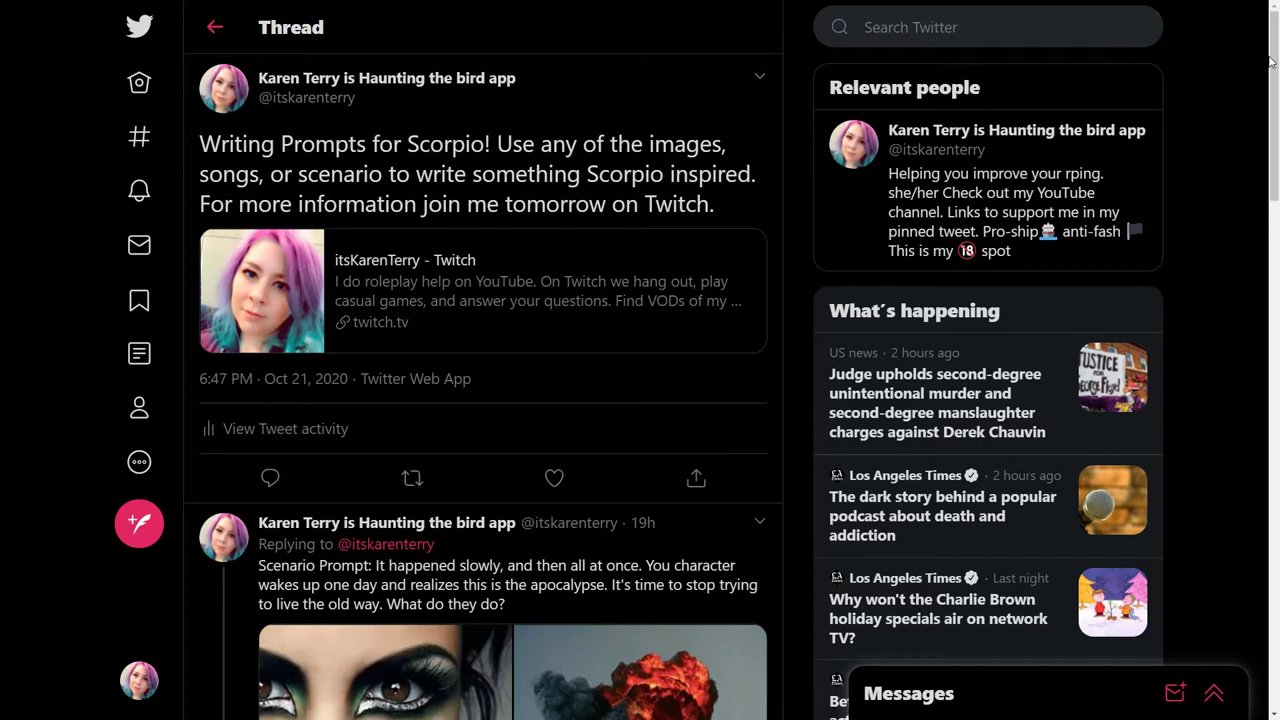 Thread
Karen Terry is Haunting the bird app
@itskarenterry
Writing Prompts for Scorpio! Use any of the images,
songs, or scenario to write something Scorpio inspired.
For more information join me tomorrow on Twitch.
itsKarenTerry - Twitch
I do roleplay help on YouTube. On Twitch we hang out, play
casual games, and answer your questions. Find VODs of my ...
twitch.tv
6:47 PM · Oct 21, 2020 · Twitter Web App
View Tweet activity
Karen Terry is Haunting the bird app @itskarenterry · 19h
Replying to @itskarenterry
Scenario Prompt: It happened slowly, and then all at once. You character
wakes up one day and realizes this is the apocalypse. It's time to stop trying
to live the old way. What do they do?
Search Twitter
Relevant people
Karen Terry is Haunting the bird app
@itskarenterry
Helping you improve your rping.
she/her Check out my YouTube
channel. Links to support me in my
pinned tweet. Pro-ship🚢 anti-fash 🏴
This is my 🔞 spot
What's happening
US news · 2 hours ago
Judge upholds second-degree
unintentional murder and
second-degree manslaughter
charges against Derek Chauvin
JUSTICE
FOR
George Floyd
Los Angeles Times · 2 hours ago
The dark story behind a popular
podcast about death and
addiction
Los Angeles Times · Last night
Why won't the Charlie Brown
holiday specials air on network
TV?
Messages